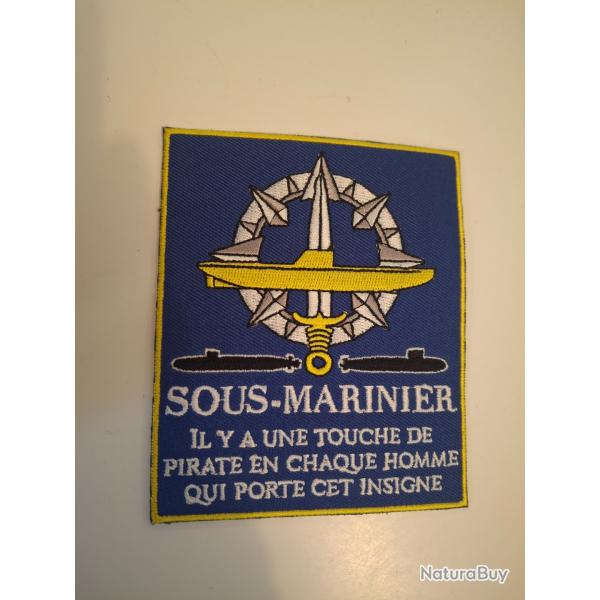 SOUS-MARINIER
IL Y A UNE TOUCHE DE
PIRATE EN CHAQUE HOMME
QUI PORTE CET INSIGNE
NaturaBuy